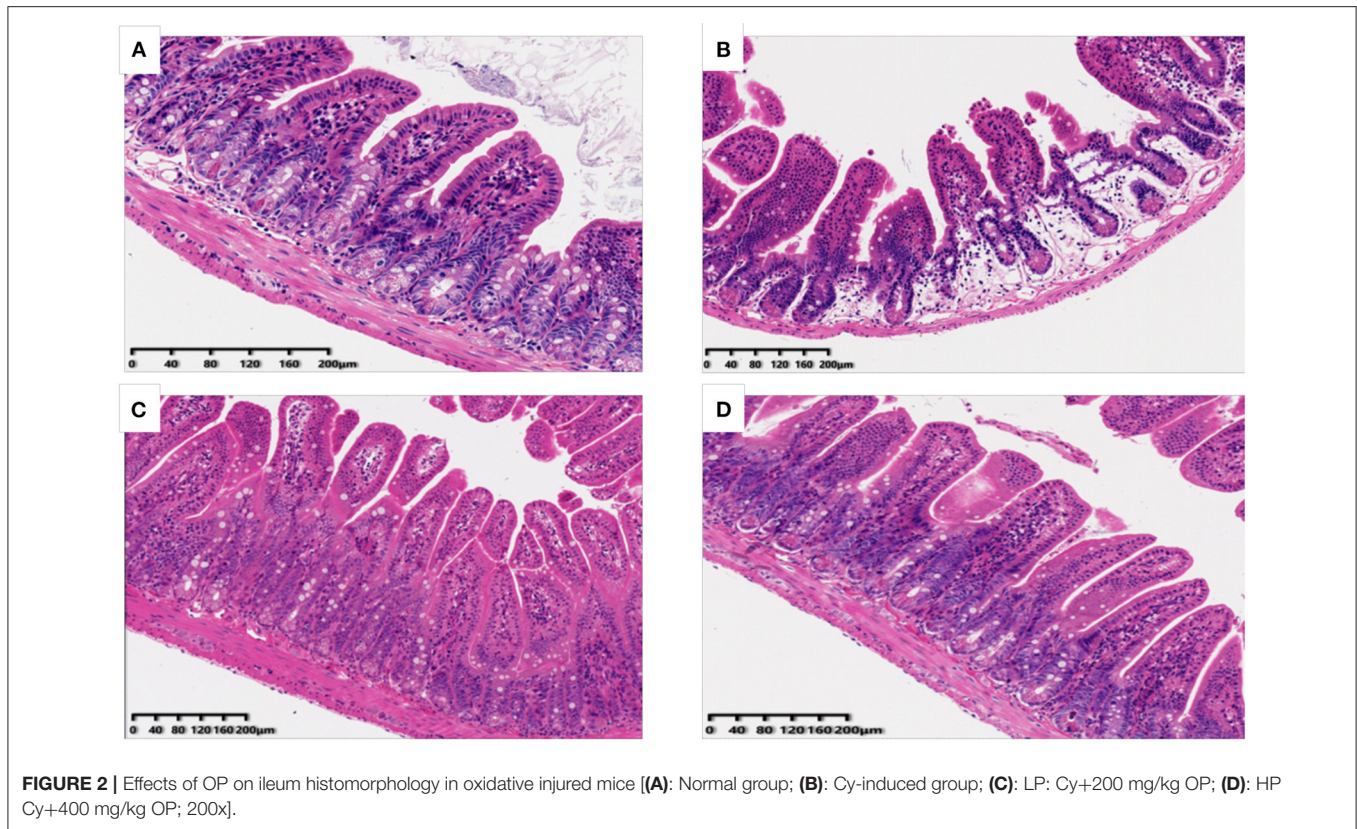 A
B
0 40 80 120 160 200μm
0 40 80 120 160 200μm
C
D
0 40 80 120 160 200μm
0 40 80 120 160 200μm
FIGURE 2 | Effects of OP on ileum histomorphology in oxidative injured mice [(A): Normal group; (B): Cy-induced group; (C): LP: Cy+200 mg/kg OP; (D): HP
Cy+400 mg/kg OP; 200x].